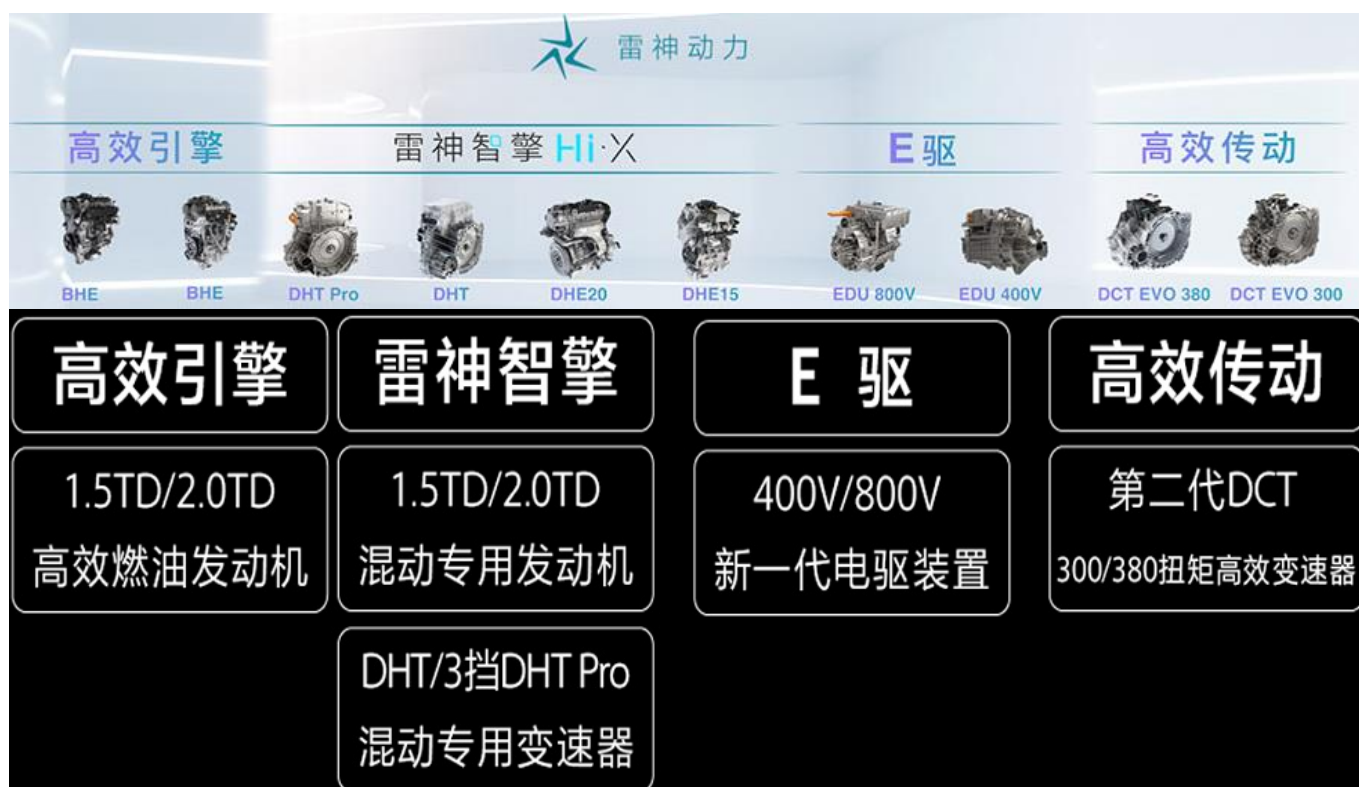 雷神动力
高效引擎
雷神智擎 Hi·X
E驱
高效传动
BHE
BHE
DHT Pro
DHT
DHE20
DHE15
EDU 800V
EDU 400V
DCT EVO 380
DCT EVO 300
高效引擎
雷神智擎
E 驱
高效传动
1.5TD/2.0TD
高效燃油发动机
1.5TD/2.0TD
混动专用发动机
400V/800V
新一代电驱装置
第二代DCT
300/380扭矩高效变速器
DHT/3挡DHT Pro
混动专用变速器